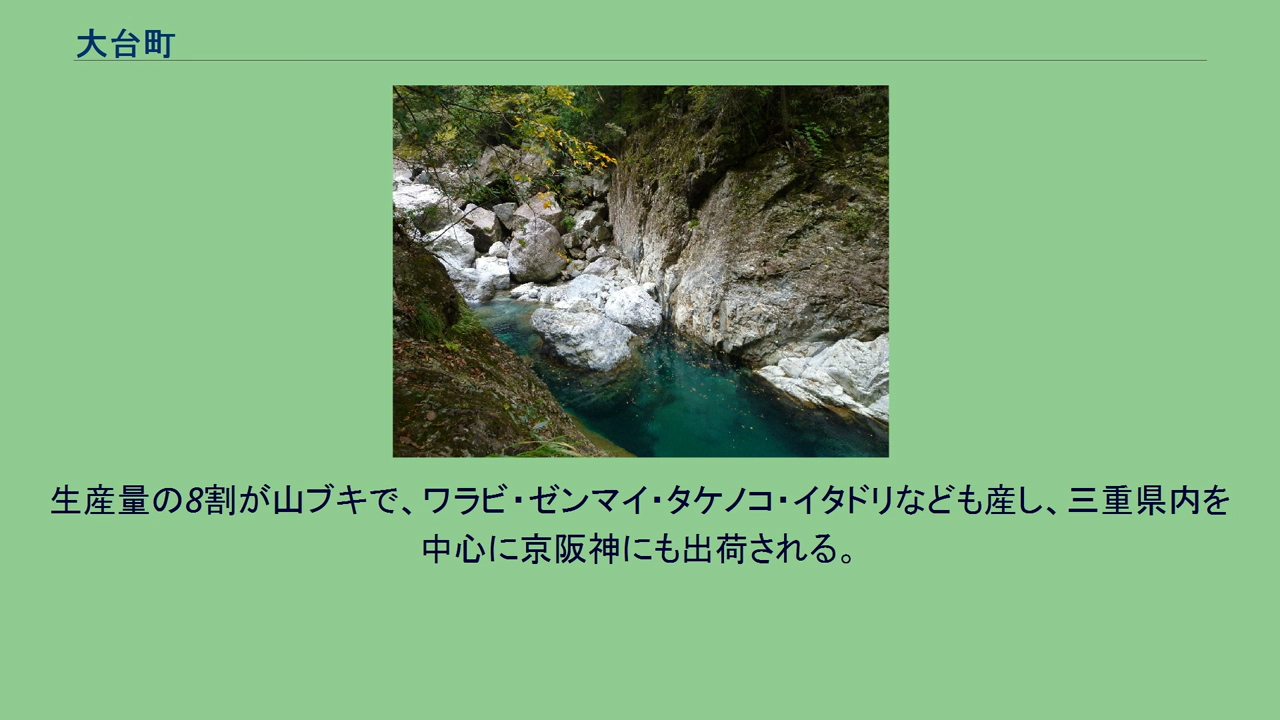 大台町
生産量の8割が山ブキで、ワラビ・ゼンマイ・タケノコ・イタドリなども産し、三重県内を
中心に京阪神にも出荷される。